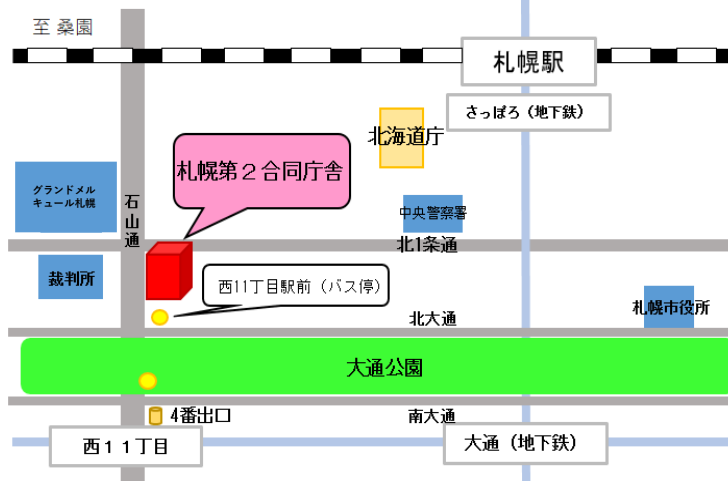 至 桑園
札幌駅
さっぽろ（地下鉄）
北海道庁
札幌第２合同庁舎
グランドメル
キュール札幌
石山通
中央警察署
北1条通
裁判所
西11丁目駅前（バス停）
札幌市役所
北大通
大通公園
4番出口
南大通
西１１丁目
大通（地下鉄）